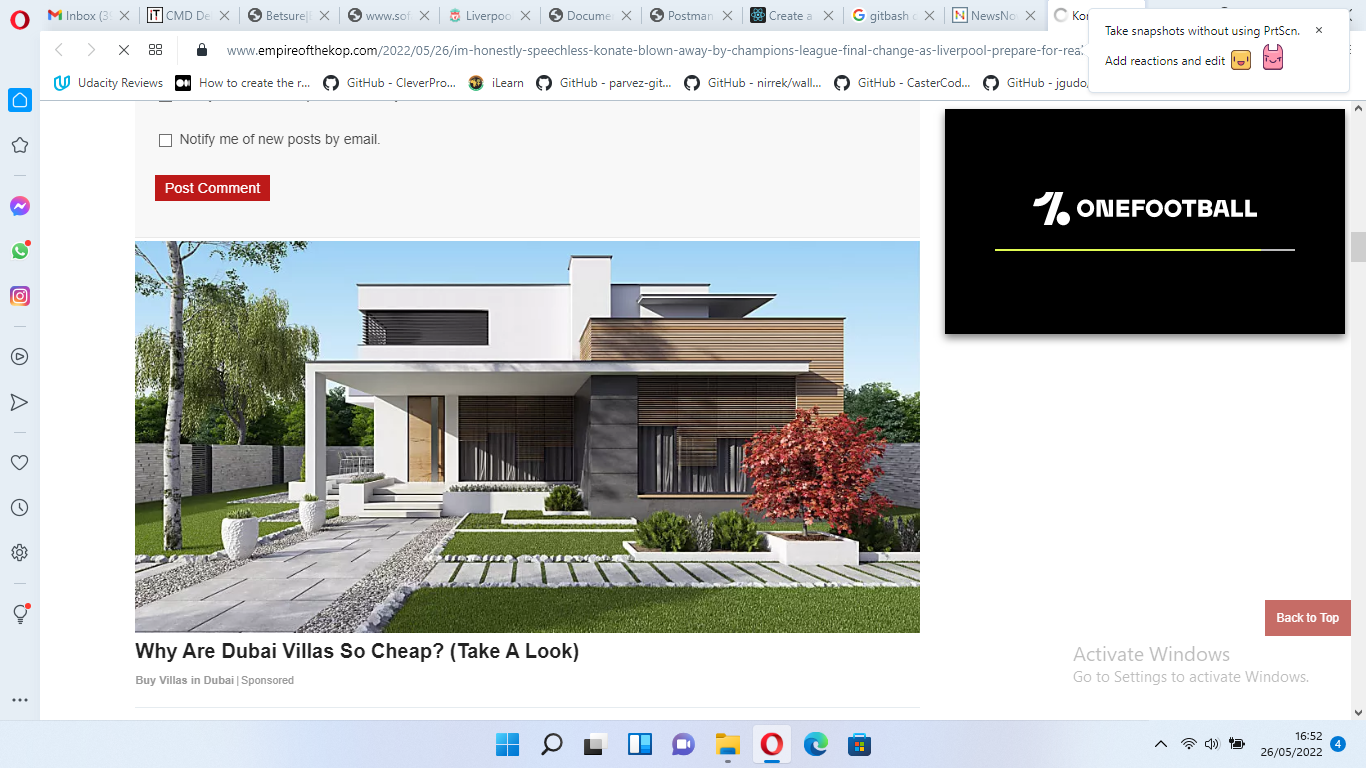 Inbox (3
CMD De
Betsure|
www.sof
Liverpoo
Docume
Postman
Create a
gitbash c
NewsNo
Kon
Take snapshots without using PrtScn.
Add reactions and edit
www.empireofthekop.com/2022/05/26/im-honestly-speechless-konate-blown-away-by-champions-league-final-change-as-liverpool-prepare-for-rea
Udacity Reviews
How to create the r...
GitHub - CleverPro...
iLearn
GitHub - parvez-git...
GitHub - nirrek/wall...
GitHub - CasterCod...
GitHub - jgudo
Notify me of new posts by email.
Post Comment
ONEFOOTBALL
Why Are Dubai Villas So Cheap? (Take A Look)
Buy Villas in Dubai | Sponsored
Back to Top
Activate Windows
Go to Settings to activate Windows.
16:52
26/05/2022
4